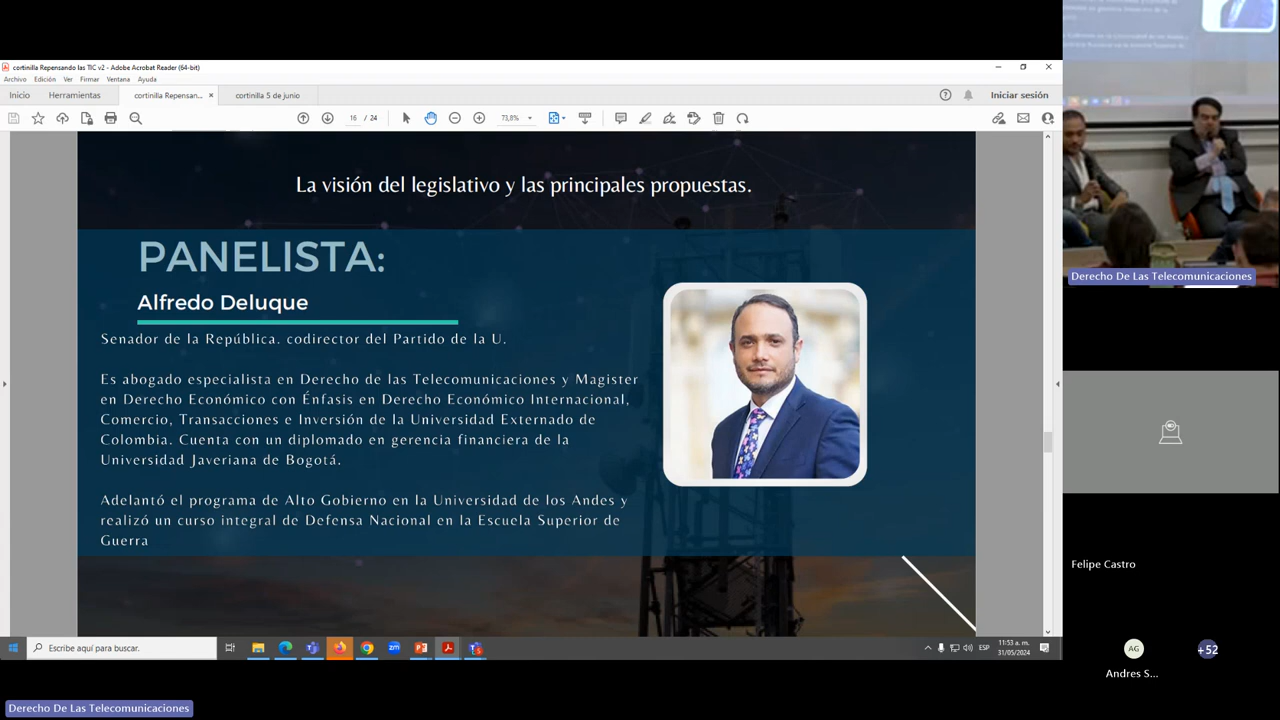 cortinilla Repensando las TIC v2 - Adobe Acrobat Reader (64-bit)
Archivo Edición Ver Firmar Ventana Ayuda
Inicio Herramientas cortinilla Repensan... × cortinilla 5 de junio Iniciar sesión
16 / 24 73,8%
La visión del legislativo y las principales propuestas.
PANELISTA:
Alfredo Deluque
Senador de la República. codirector del Partido de la U.
Es abogado especialista en Derecho de las Telecomunicaciones y Magister
en Derecho Económico con Énfasis en Derecho Económico Internacional,
Comercio, Transacciones e Inversión de la Universidad Externado de
Colombia. Cuenta con un diplomado en gerencia financiera de la
Universidad Javeriana de Bogotá.
Adelantó el programa de Alto Gobierno en la Universidad de los Andes y
realizó un curso integral de Defensa Nacional en la Escuela Superior de
Guerra
Escribe aquí para buscar.
zm
ESP
11:53 a. m.
31/05/2024
Derecho De Las Telecomunicaciones
Felipe Castro
AG
+52
Andres S...
Derecho De Las Telecomunicaciones